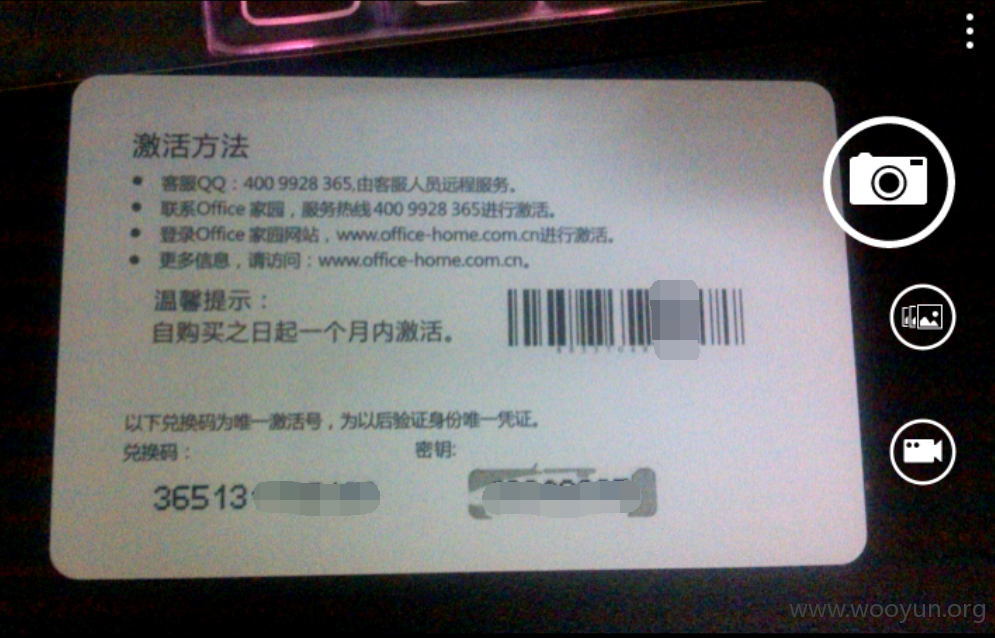 激活方法
• 客服QQ：400 9928 365,由客服人员远程服务。
• 联系Office 家园，服务热线400 9928 365进行激活。
• 登录Office 家园网站，www.office-home.com.cn进行激活。
• 更多信息，请访问：www.office-home.com.cn。
温馨提示：
自购买之日起一个月内激活。
以下兑换码为唯一激活号，为以后验证身份唯一凭证。
兑换码： 密钥:
36513
www.wooyun.org